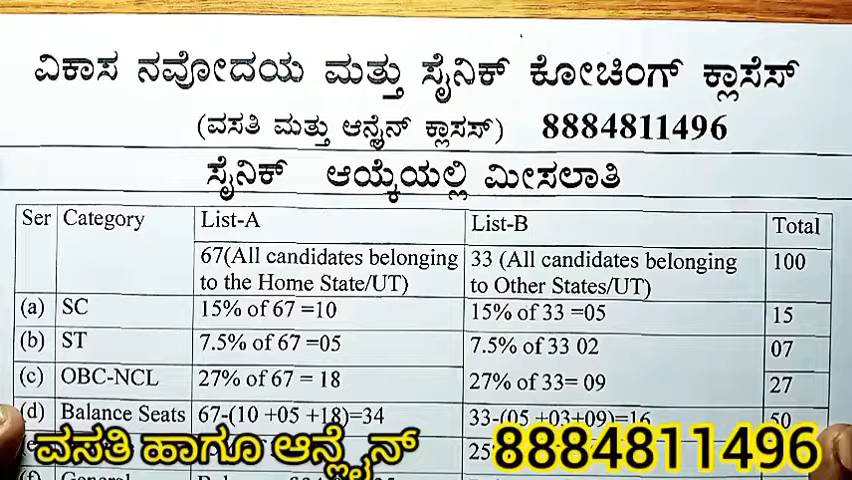 ವಿಕಾಸ ನವೋದಯ ಮತ್ತು ಸೈನಿಕ್ ಕೋಚಿಂಗ್ ಕ್ಲಾಸೆಸ್
(ವಸತಿ ಮತ್ತು ಆನ್ಲೈನ್ ಕ್ಲಾಸಸ್) 8884811496
ಸೈನಿಕ್ ಆಯ್ಕೆಯಲ್ಲಿ ಮೀಸಲಾತಿ
Ser Category List-A List-B Total
67(All candidates belonging to the Home State/UT) 33 (All candidates belonging to Other States/UT) 100
(a) SC 15% of 67 =10 15% of 33 =05 15
(b) ST 7.5% of 67 =05 7.5% of 33 02 07
(c) OBC-NCL 27% of 67 = 18 27% of 33= 09 27
(d) Balance Seats 67-(10 +05 +18)=34 33-(05 +03+09)=16 50
ವಸತಿ ಹಾಗೂ ಆನ್ಲೈನ್ 8884811496